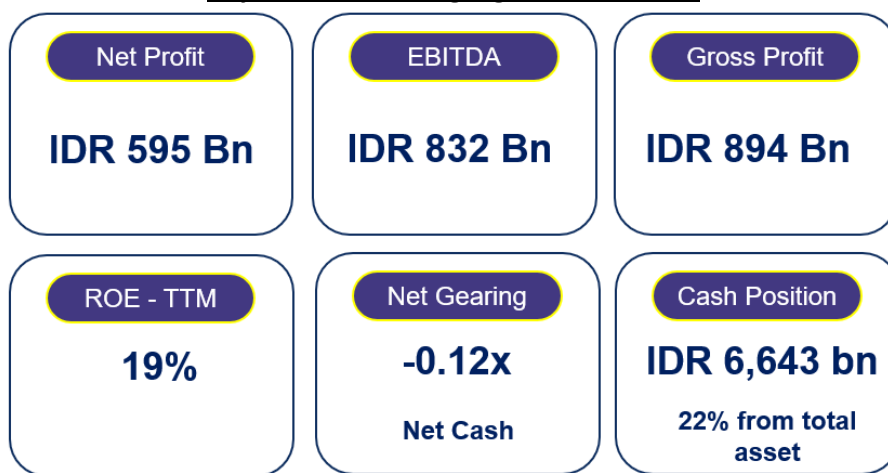 Net Profit
EBITDA
Gross Profit
IDR 595 Bn
IDR 832 Bn
IDR 894 Bn
ROE - TTM
Net Gearing
Cash Position
19%
-0.12x
IDR 6,643 bn
Net Cash
22% from total
asset